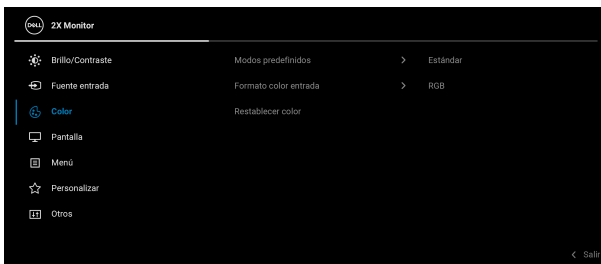 DELL 2X Monitor
Brillo/Contraste Modos predefinidos > Estándar
Fuente entrada Formato color entrada > RGB
Color Restablecer color
Pantalla
Menú
Personalizar
Otros
< Salir